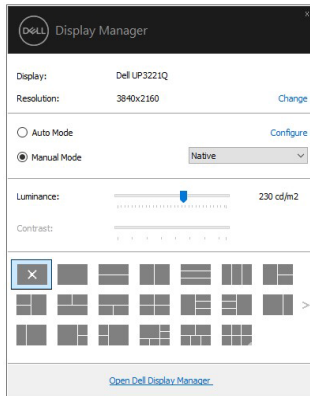 DELL Display Manager
x
Display: Dell UP3221Q
Resolution: 3840x2160 Change
Auto Mode Configure
Manual Mode Native
Luminance: 230 cd/m2
Contrast:
Open Dell Display Manager